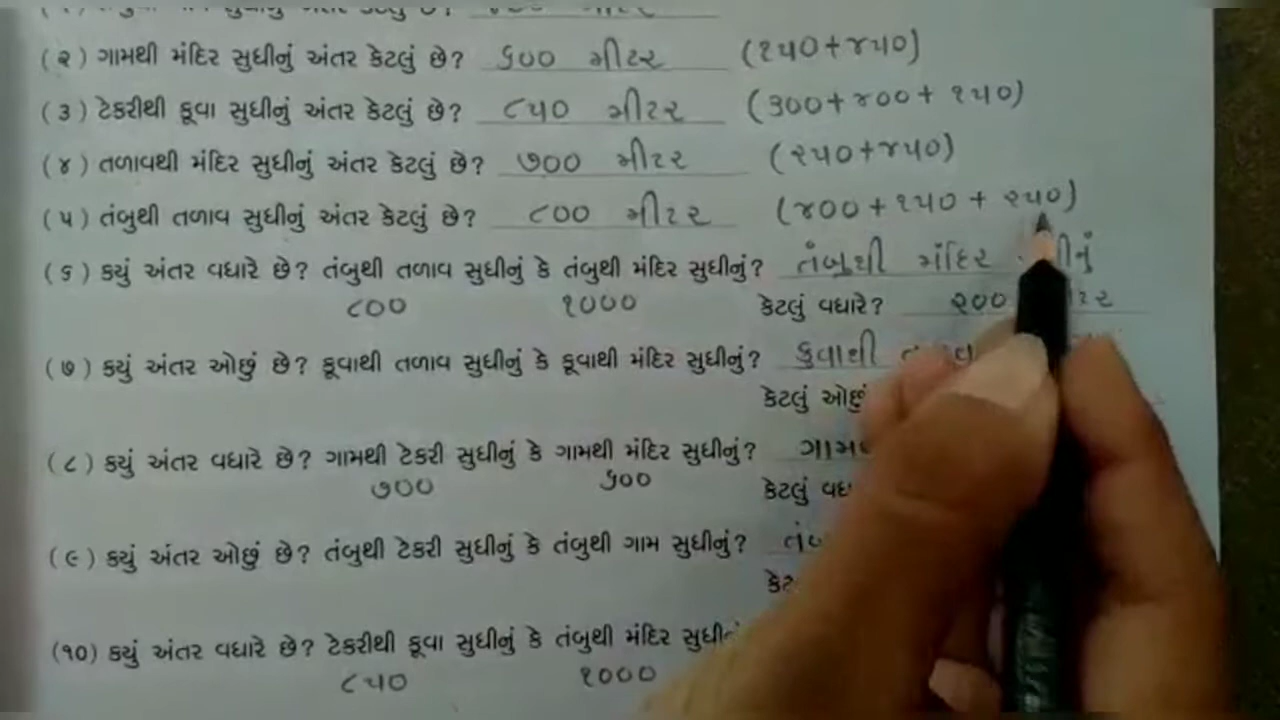 (૨) ગામથી મંદિર સુધીનું અંતર કેટલું છે? ૬૦૦ મીટર (૧૫૦+૪૫૦)
(૩) ટેકરીથી કૂવા સુધીનું અંતર કેટલું છે? ૮૫૦ મીટર (૩૦૦+૪૦૦+૧૫૦)
(૪) તળાવથી મંદિર સુધીનું અંતર કેટલું છે? ૭૦૦ મીટર (૨૫૦+૪૫૦)
(૫) તંબુથી તળાવ સુધીનું અંતર કેટલું છે? ૮૦૦ મીટર (૪૦૦+૧૫૦+૨૫૦)
(૬) કયું અંતર વધારે છે? તંબુથી તળાવ સુધીનું કે તંબુથી મંદિર સુધીનું? તંબુથી મંદિર
૮૦૦ ૧૦૦૦ કેટલું વધારે? ૨૦૦
(૭) કયું અંતર ઓછું છે? કૂવાથી તળાવ સુધીનું કે કૂવાથી મંદિર સુધીનું? કુવાથી
કેટલું ઓછું
(૮) કયું અંતર વધારે છે? ગામથી ટેકરી સુધીનું કે ગામથી મંદિર સુધીનું?
૭૦૦ ૬૦૦
(૯) કયું અંતર ઓછું છે? તંબુથી ટેકરી સુધીનું કે તંબુથી ગામ સુધીનું?
(૧૦) કયું અંતર વધારે છે? ટેકરીથી કૂવા સુધીનું કે તંબુથી મંદિર
૮૫૦ ૧૦૦૦